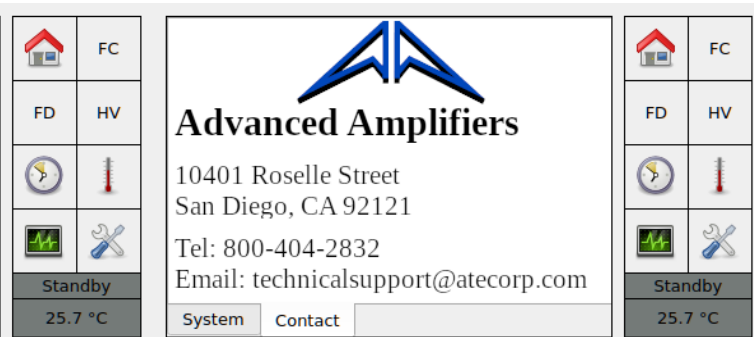 FC
FD HV
Standby
25.7 °C
Advanced Amplifiers
10401 Roselle Street
San Diego, CA 92121
Tel: 800-404-2832
Email: technicalsupport@atecorp.com
System Contact
FC
FD HV
Standby
25.7 °C